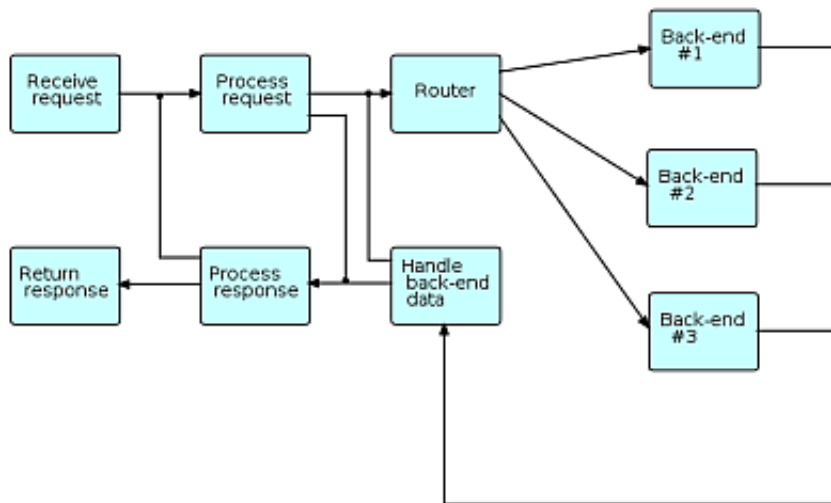 Receive
request
Process
request
Router
Back-end
#1
Back-end
#2
Back-end
#3
Return
response
Process
response
Handle
back-end
data